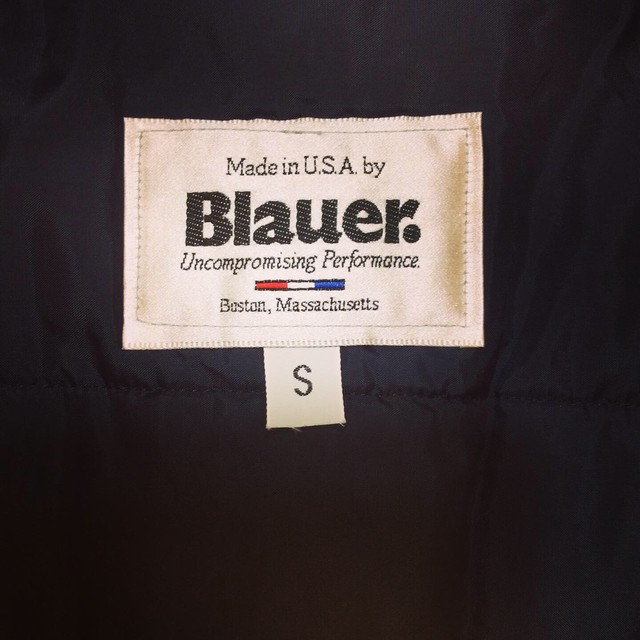 Made in U.S.A. by
Blauer.
Uncompromising Performance.
Boston, Massachusetts
S